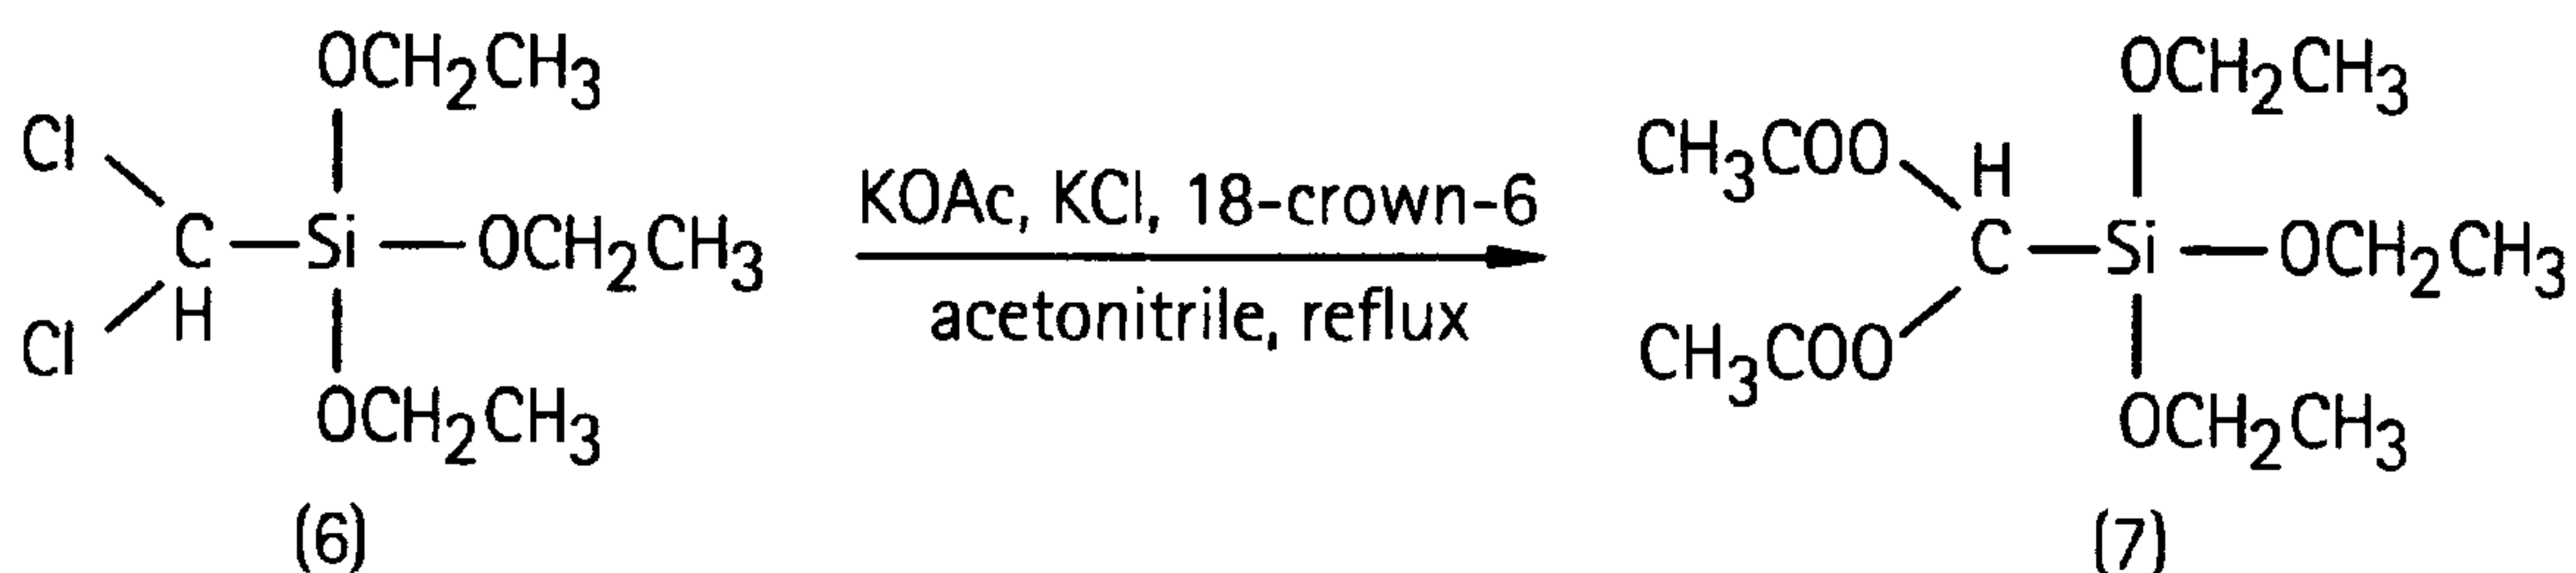 OCH2CH3
Cl
C—Si—OCH2CH3
H
Cl
OCH2CH3
(6)
KOAc, KCl, 18-crown-6
acetonitrile, reflux
OCH2CH3
CH3COO
H
C—Si—OCH2CH3
CH3COO
OCH2CH3
(7)